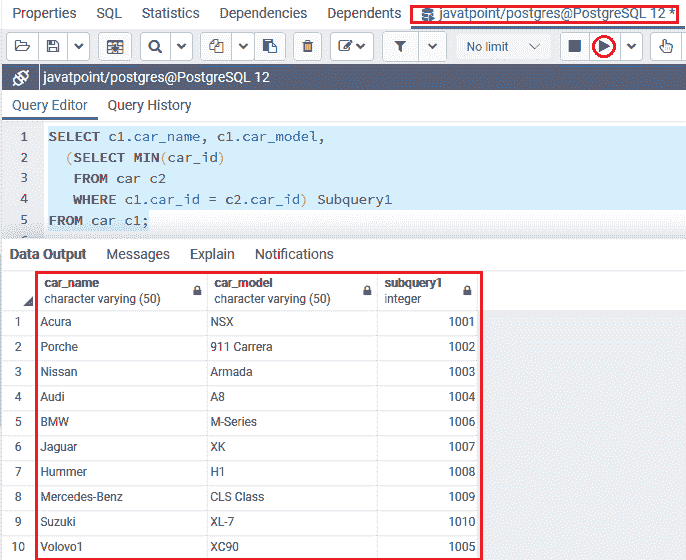 Properties SQL Statistics Dependencies Dependents javatpoint/postgres@PostgreSQL 12 *
No limit
javatpoint/postgres@PostgreSQL 12
Query Editor Query History
1 SELECT c1.car_name, c1.car_model,
2 (SELECT MIN(car_id)
3 FROM car c2
4 WHERE c1.car_id = c2.car_id) Subquery1
5 FROM car c1;
Data Output Messages Explain Notifications
car_name car_model subquery1
character varying (50) character varying (50) integer
1 Acura NSX 1001
2 Porche 911 Carrera 1002
3 Nissan Armada 1003
4 Audi A8 1004
5 BMW M-Series 1006
6 Jaguar XK 1007
7 Hummer H1 1008
8 Mercedes-Benz CLS Class 1009
9 Suzuki XL-7 1010
10 Volovo1 XC90 1005